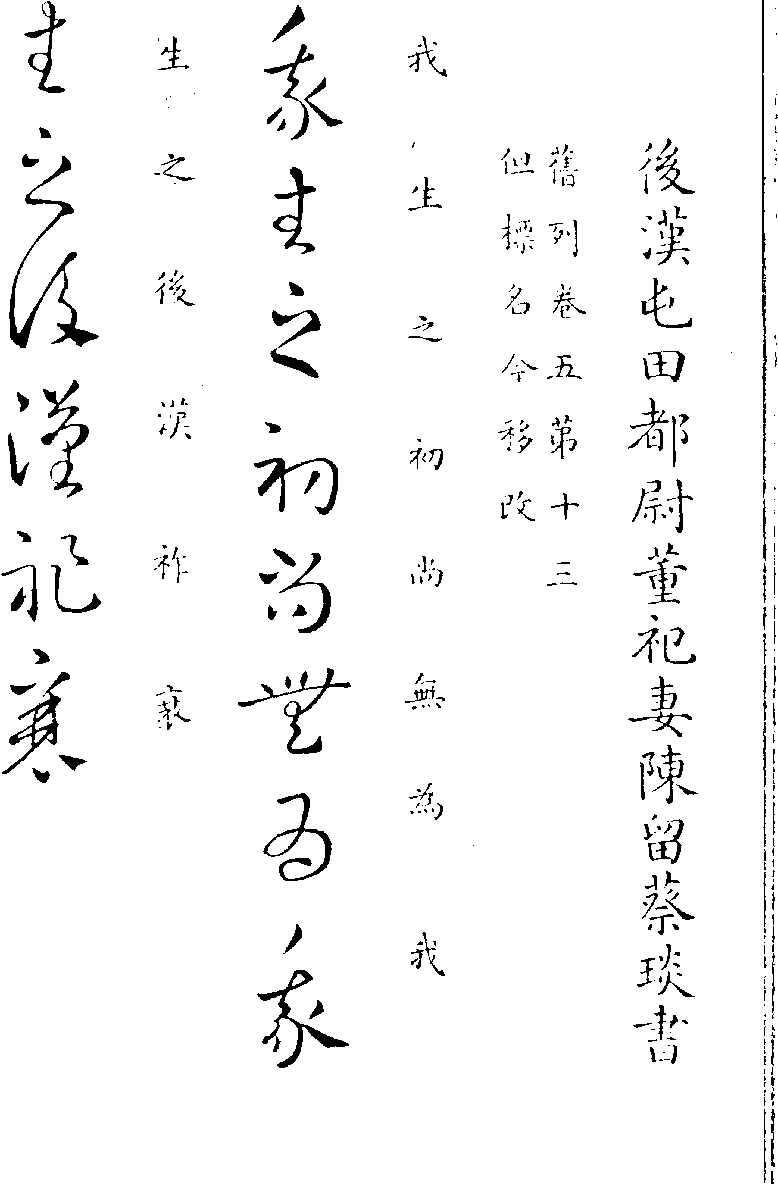 後漢屯田都尉董祀妻陳留蔡琰書
舊列卷五第十三
但標名今移改
我生之初尚無為我
我生之初尚無為我
生之後漢祚衰
生之後漢祚衰